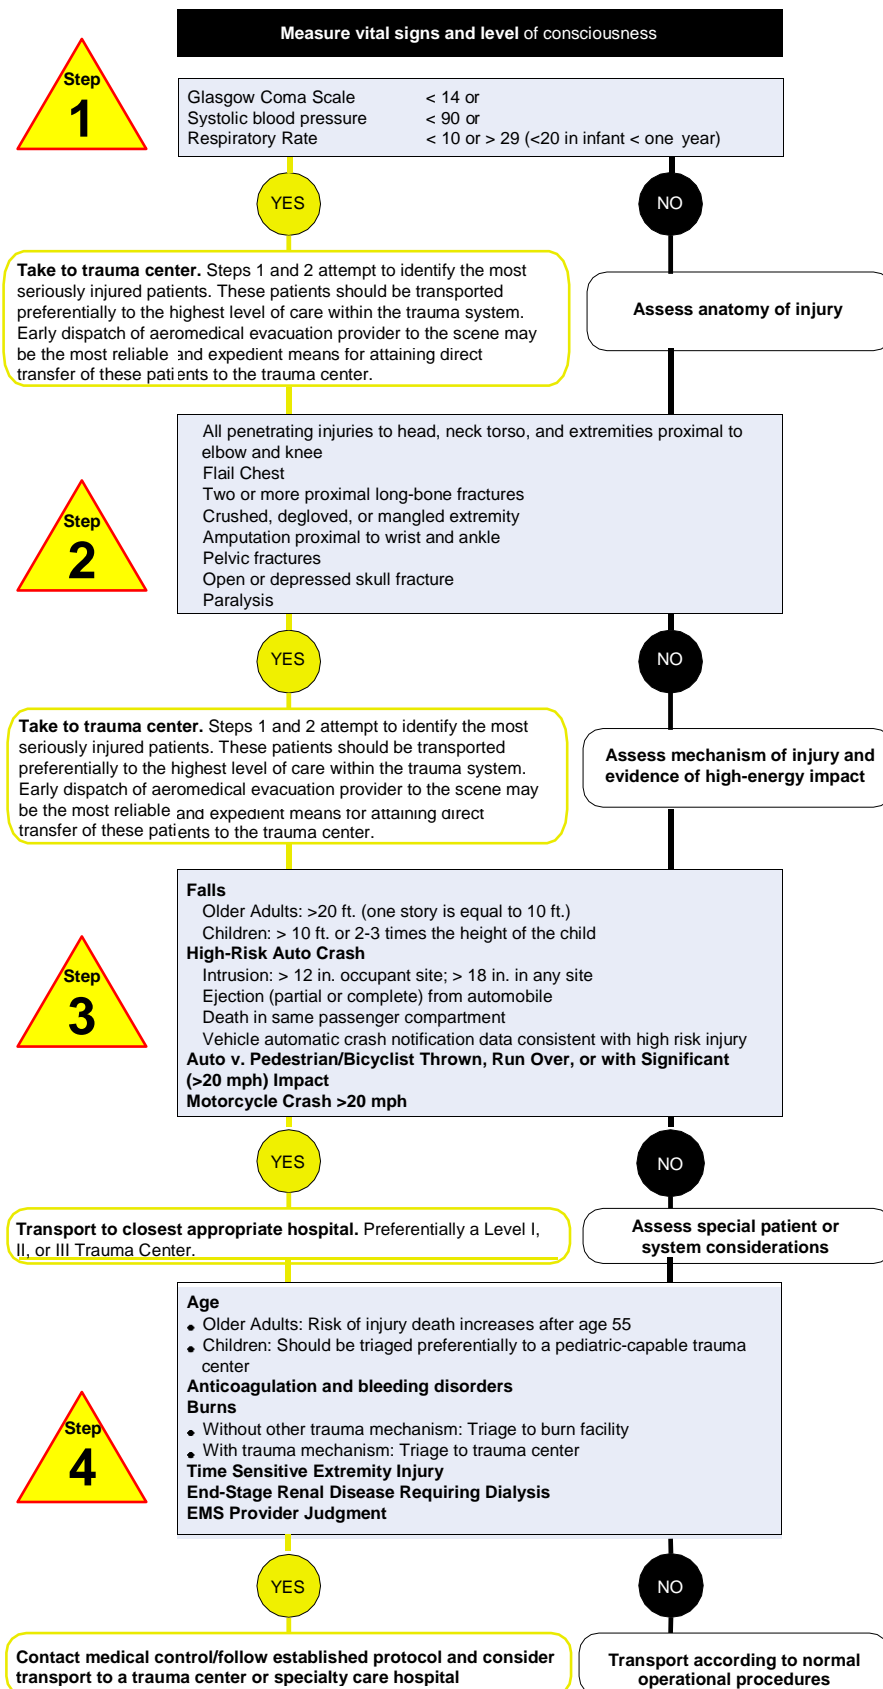 Measure vital signs and level of consciousness
Step
1
Glasgow Coma Scale < 14 or
Systolic blood pressure < 90 or
Respiratory Rate < 10 or > 29 (<20 in infant < one year)
YES
NO
Take to trauma center. Steps 1 and 2 attempt to identify the most
seriously injured patients. These patients should be transported
preferentially to the highest level of care within the trauma system.
Early dispatch of aeromedical evacuation provider to the scene may
be the most reliable and expedient means for attaining direct
transfer of these patients to the trauma center.
Assess anatomy of injury
Step
2
All penetrating injuries to head, neck torso, and extremities proximal to
elbow and knee
Flail Chest
Two or more proximal long-bone fractures
Crushed, degloved, or mangled extremity
Amputation proximal to wrist and ankle
Pelvic fractures
Open or depressed skull fracture
Paralysis
YES
NO
Take to trauma center. Steps 1 and 2 attempt to identify the most
seriously injured patients. These patients should be transported
preferentially to the highest level of care within the trauma system.
Early dispatch of aeromedical evacuation provider to the scene may
be the most reliable and expedient means for attaining direct
transfer of these patients to the trauma center.
Assess mechanism of injury and
evidence of high-energy impact
Step
3
Falls
Older Adults: >20 ft. (one story is equal to 10 ft.)
Children: > 10 ft. or 2-3 times the height of the child
High-Risk Auto Crash
Intrusion: > 12 in. occupant site; > 18 in. in any site
Ejection (partial or complete) from automobile
Death in same passenger compartment
Vehicle automatic crash notification data consistent with high risk injury
Auto v. Pedestrian/Bicyclist Thrown, Run Over, or with Significant
(>20 mph) Impact
Motorcycle Crash >20 mph
YES
NO
Transport to closest appropriate hospital. Preferentially a Level I,
II, or III Trauma Center.
Assess special patient or
system considerations
Step
4
Age
• Older Adults: Risk of injury death increases after age 55
• Children: Should be triaged preferentially to a pediatric-capable trauma
center
Anticoagulation and bleeding disorders
Burns
• Without other trauma mechanism: Triage to burn facility
• With trauma mechanism: Triage to trauma center
Time Sensitive Extremity Injury
End-Stage Renal Disease Requiring Dialysis
EMS Provider Judgment
YES
NO
Contact medical control/follow established protocol and consider
transport to a trauma center or specialty care hospital
Transport according to normal
operational procedures